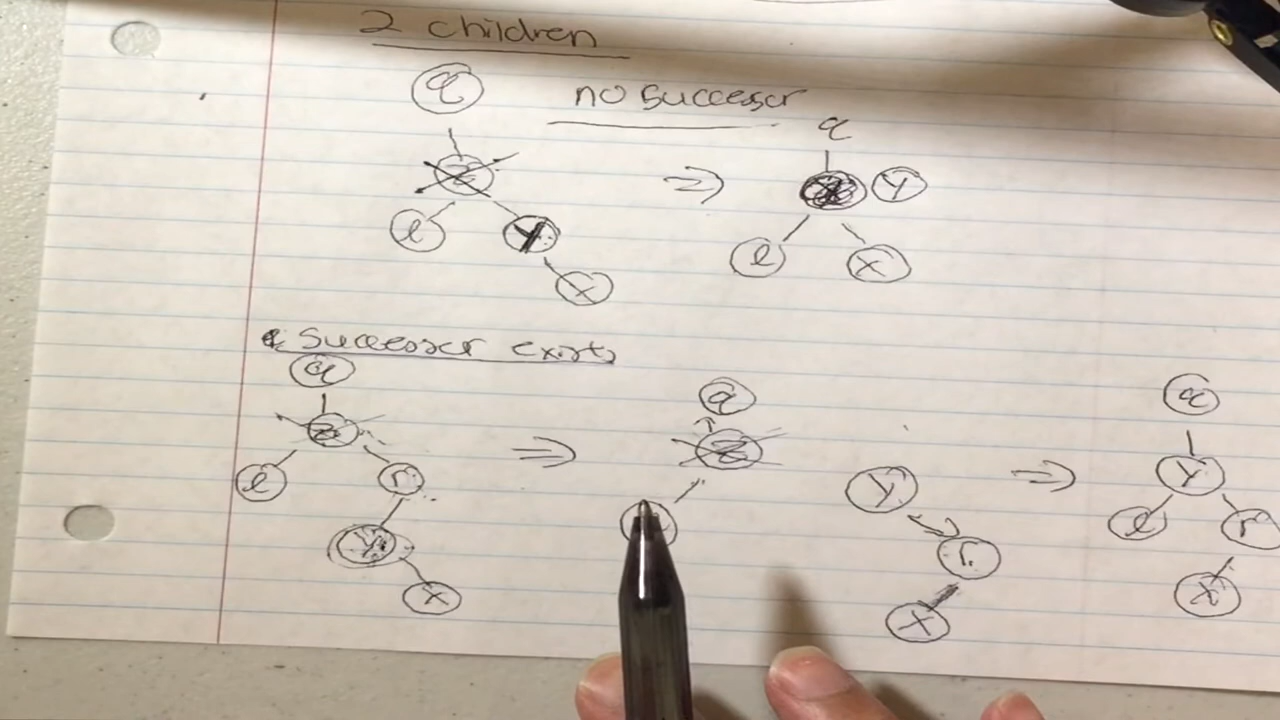 2 children
q no successor
q
z ⇒ y
l y l x
x
Successor exists
q q q
z ⇒ z y ⇒ y
l r r l r
y x x
x